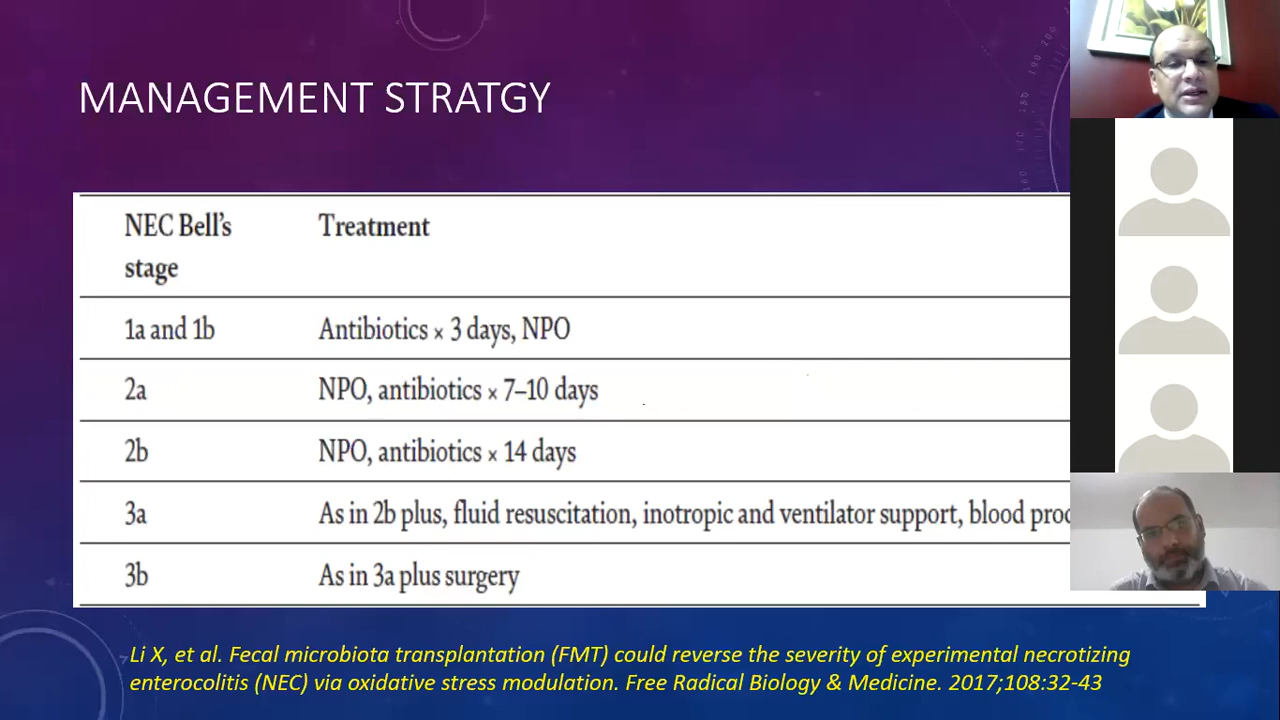 MANAGEMENT STRATGY
NEC Bell's Treatment
stage
1a and 1b Antibiotics × 3 days, NPO
2a NPO, antibiotics × 7–10 days
2b NPO, antibiotics × 14 days
3a As in 2b plus, fluid resuscitation, inotropic and ventilator support, blood
3b As in 3a plus surgery
Li X, et al. Fecal microbiota transplantation (FMT) could reverse the severity of experimental necrotizing
enterocolitis (NEC) via oxidative stress modulation. Free Radical Biology & Medicine. 2017;108:32-43